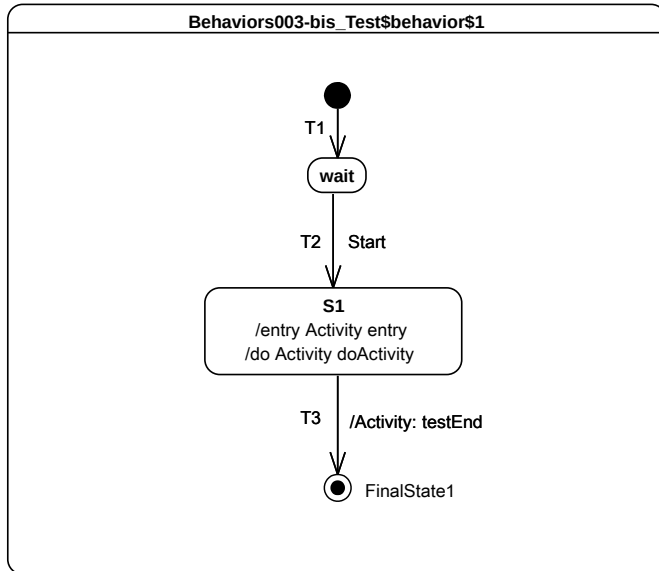 Behaviors003-bis_Test$behavior$1
T1
wait
T2 Start
S1
/entry Activity entry
/do Activity doActivity
T3 /Activity: testEnd
FinalState1